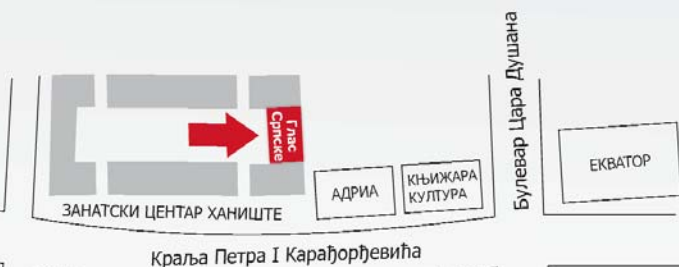 Глас
Српске
ЗАНАТСКИ ЦЕНТАР ХАНИШТЕ
АДРИА
КЊИЖАРА
КУЛТУРА
Булевар Цара Душана
ЕКВАТОР
Краља Петра I Карађорђевића